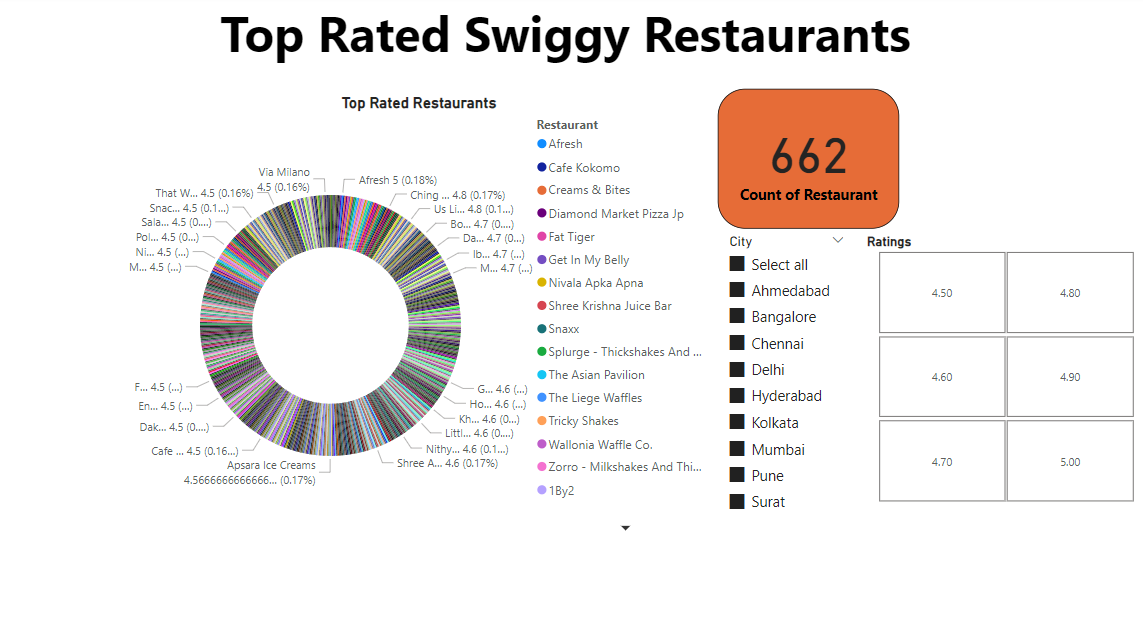 Top Rated Swiggy Restaurants
Top Rated Restaurants
Via Milano
4.5 (0.16%)
That W... 4.5 (0.16%)
Snac... 4.5 (0.1...)
Sala... 4.5 (0....)
Pol... 4.5 (0...)
Ni... 4.5 (...)
M... 4.5 (...)
F... 4.5 (...)
En... 4.5 (...)
Dak... 4.5 (0....)
Cafe ... 4.5 (0.16...)
Apsara Ice Creams
4.5666666666666... (0.17%)
Afresh 5 (0.18%)
Ching ... 4.8 (0.17%)
Us Li... 4.8 (0.1...)
Bo... 4.7 (0....)
Da... 4.7 (0...)
Ib... 4.7 (...)
M... 4.7 (...)
G... 4.6 (...)
Ho... 4.6 (...)
Kh... 4.6 (0...)
Littl... 4.6 (0....)
Nithy... 4.6 (0.1...)
Shree A... 4.6 (0.17%)
Restaurant
Afresh
Cafe Kokomo
Creams & Bites
Diamond Market Pizza Jp
Fat Tiger
Get In My Belly
Nivala Apka Apna
Shree Krishna Juice Bar
Snaxx
Splurge - Thickshakes And ...
The Asian Pavilion
The Liege Waffles
Tricky Shakes
Wallonia Waffle Co.
Zorro - Milkshakes And Thi...
1By2
662
Count of Restaurant
City
Select all
Ahmedabad
Bangalore
Chennai
Delhi
Hyderabad
Kolkata
Mumbai
Pune
Surat
Ratings
4.50
4.80
4.60
4.90
4.70
5.00